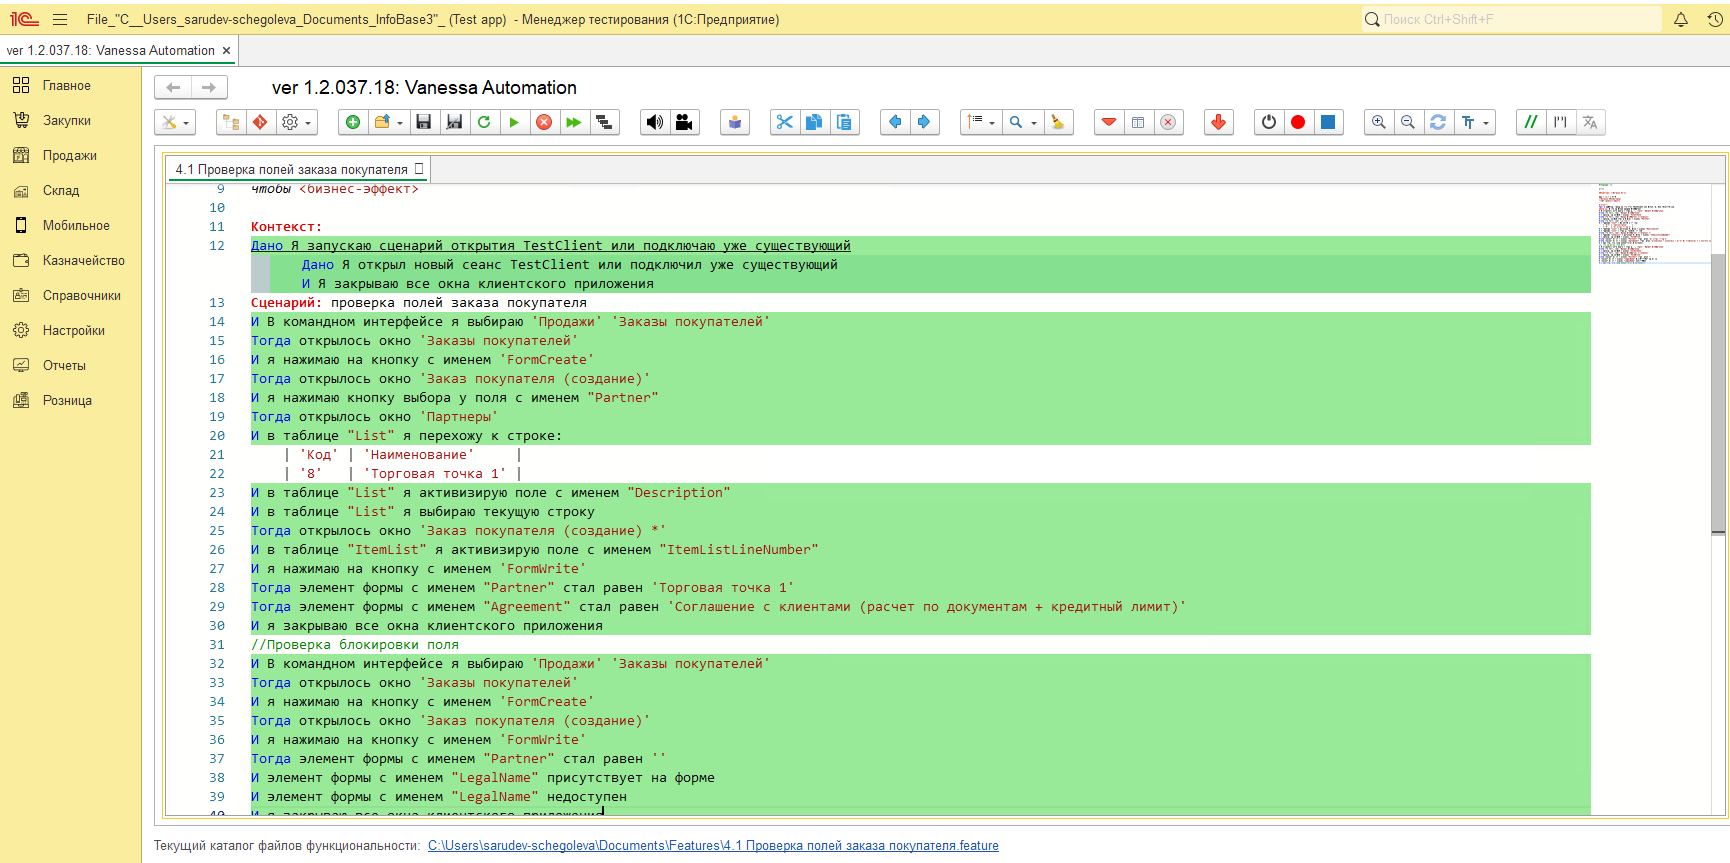 File_"C__Users_sarudev-schegoleva_Documents_InfoBase3"_ (Test app) - Менеджер тестирования (1С:Предприятие)
Поиск Ctrl+Shift+F
ver 1.2.037.18: Vanessa Automation ×
Главное
Закупки
Продажи
Склад
Мобильное
Казначейство
Справочники
Настройки
Отчеты
Розница
ver 1.2.037.18: Vanessa Automation
4.1 Проверка полей заказа покупателя
9 чтобы <бизнес-эффект>
10
11 Контекст:
12 Дано Я запускаю сценарий открытия TestClient или подключаю уже существующий
Дано Я открыл новый сеанс TestClient или подключил уже существующий
И Я закрываю все окна клиентского приложения
13 Сценарий: проверка полей заказа покупателя
14 И В командном интерфейсе я выбираю 'Продажи' 'Заказы покупателей'
15 Тогда открылось окно 'Заказы покупателей'
16 И я нажимаю на кнопку с именем 'FormCreate'
17 Тогда открылось окно 'Заказ покупателя (создание)'
18 И я нажимаю кнопку выбора у поля с именем "Partner"
19 Тогда открылось окно 'Партнеры'
20 И в таблице "List" я перехожу к строке:
21 | 'Код' | 'Наименование' |
22 | '8' | 'Торговая точка 1' |
23 И в таблице "List" я активизирую поле с именем "Description"
24 И в таблице "List" я выбираю текущую строку
25 Тогда открылось окно 'Заказ покупателя (создание) *'
26 И в таблице "ItemList" я активизирую поле с именем "ItemListLineNumber"
27 И я нажимаю на кнопку с именем 'FormWrite'
28 Тогда элемент формы с именем "Partner" стал равен 'Торговая точка 1'
29 Тогда элемент формы с именем "Agreement" стал равен 'Соглашение с клиентами (расчет по документам + кредитный лимит)'
30 И я закрываю все окна клиентского приложения
31 //Проверка блокировки поля
32 И В командном интерфейсе я выбираю 'Продажи' 'Заказы покупателей'
33 Тогда открылось окно 'Заказы покупателей'
34 И я нажимаю на кнопку с именем 'FormCreate'
35 Тогда открылось окно 'Заказ покупателя (создание)'
36 И я нажимаю на кнопку с именем 'FormWrite'
37 Тогда элемент формы с именем "Partner" стал равен ''
38 И элемент формы с именем "LegalName" присутствует на форме
39 И элемент формы с именем "LegalName" недоступен
40 И я закрываю все окна клиентского приложения
Текущий каталог файлов функциональности: C:\Users\sarudev-schegoleva\Documents\Features\4.1 Проверка полей заказа покупателя.feature